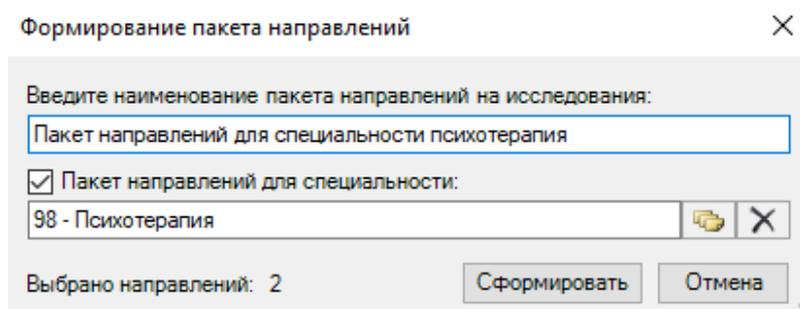 Формирование пакета направлений
Введите наименование пакета направлений на исследования:
Пакет направлений для специальности психотерапия
Пакет направлений для специальности:
98 - Психотерапия
Выбрано направлений: 2 Сформировать Отмена